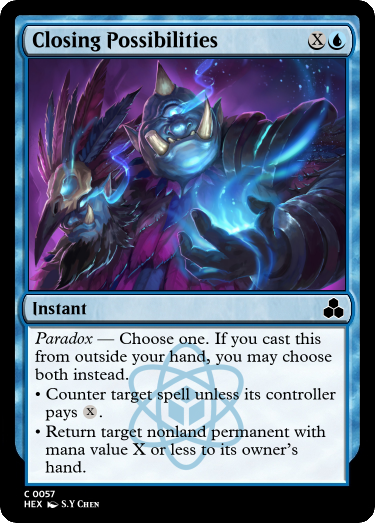 Closing Possibilities X
Instant
Paradox — Choose one. If you cast this
from outside your hand, you may choose
both instead.
• Counter target spell unless its controller
pays X.
• Return target nonland permanent with
mana value X or less to its owner's
hand.
C 0057
HEX S.Y Chen